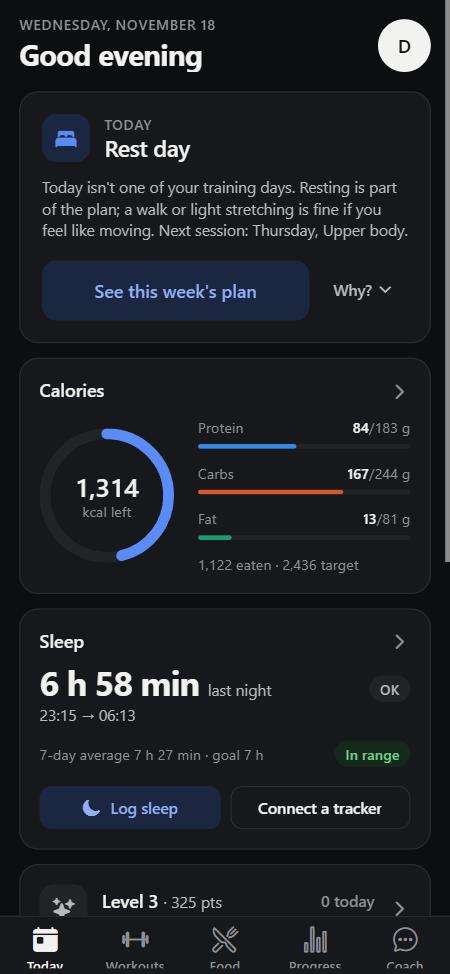 WEDNESDAY, NOVEMBER 18
Good evening
D
TODAY
Rest day
Today isn't one of your training days. Resting is part
of the plan; a walk or light stretching is fine if you
feel like moving. Next session: Thursday, Upper body.
See this week's plan
Why?
Calories
1,314
kcal left
Protein 84/183 g
Carbs 167/244 g
Fat 13/81 g
1,122 eaten · 2,436 target
Sleep
6 h 58 min last night
OK
23:15 → 06:13
7-day average 7 h 27 min · goal 7 h
In range
Log sleep
Connect a tracker
Level 3 · 325 pts
0 today
Today Workouts Food Progress Coach